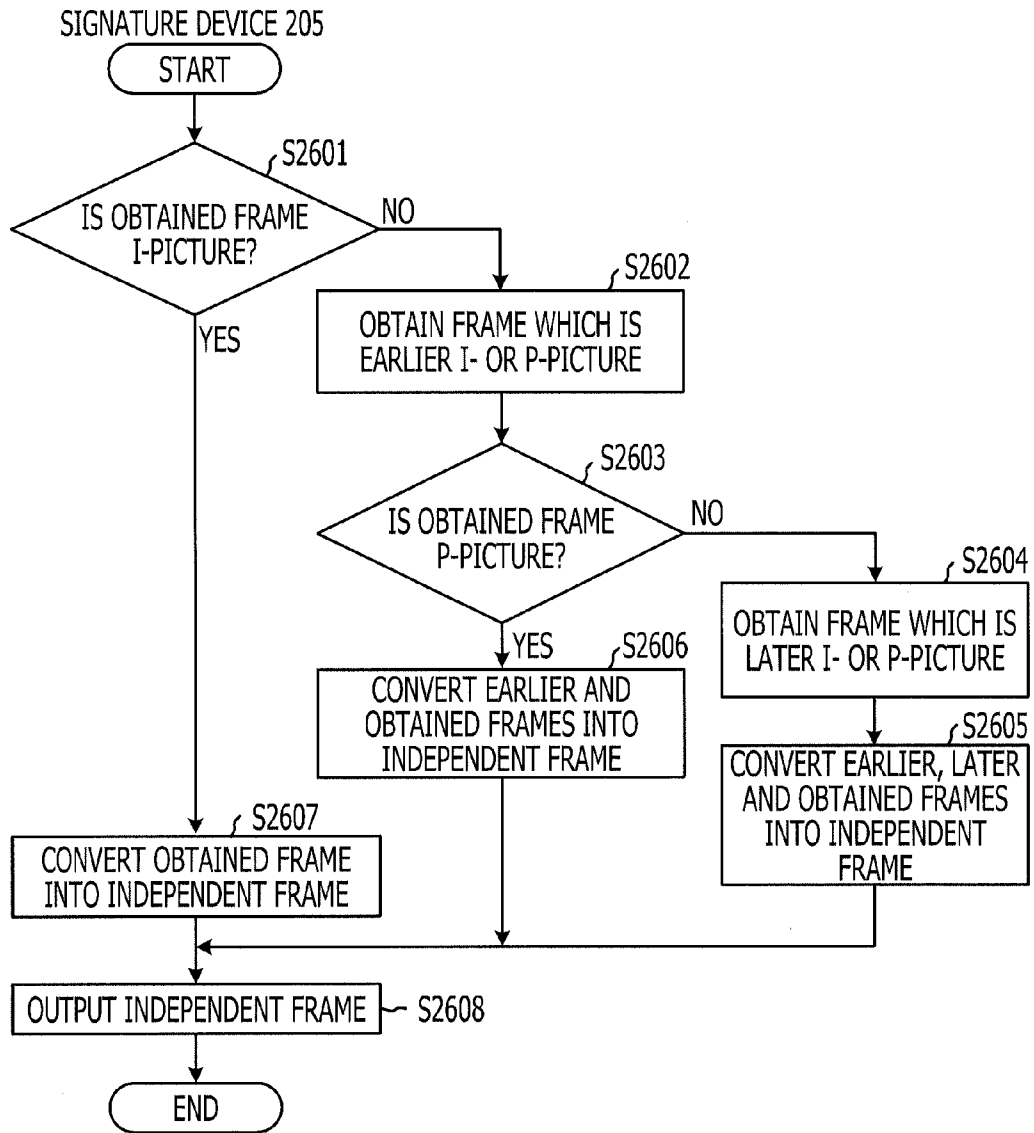 SIGNATURE DEVICE 205
START
S2601
IS OBTAINED FRAME
I-PICTURE?
NO
YES
S2602
OBTAIN FRAME WHICH IS
EARLIER I- OR P-PICTURE
S2603
IS OBTAINED FRAME
P-PICTURE?
NO
YES
S2604
OBTAIN FRAME WHICH IS
LATER I- OR P-PICTURE
S2606
CONVERT EARLIER AND
OBTAINED FRAMES INTO
INDEPENDENT FRAME
S2605
CONVERT EARLIER, LATER
AND OBTAINED FRAMES
INTO INDEPENDENT
FRAME
S2607
CONVERT OBTAINED FRAME
INTO INDEPENDENT FRAME
OUTPUT INDEPENDENT FRAME
S2608
END